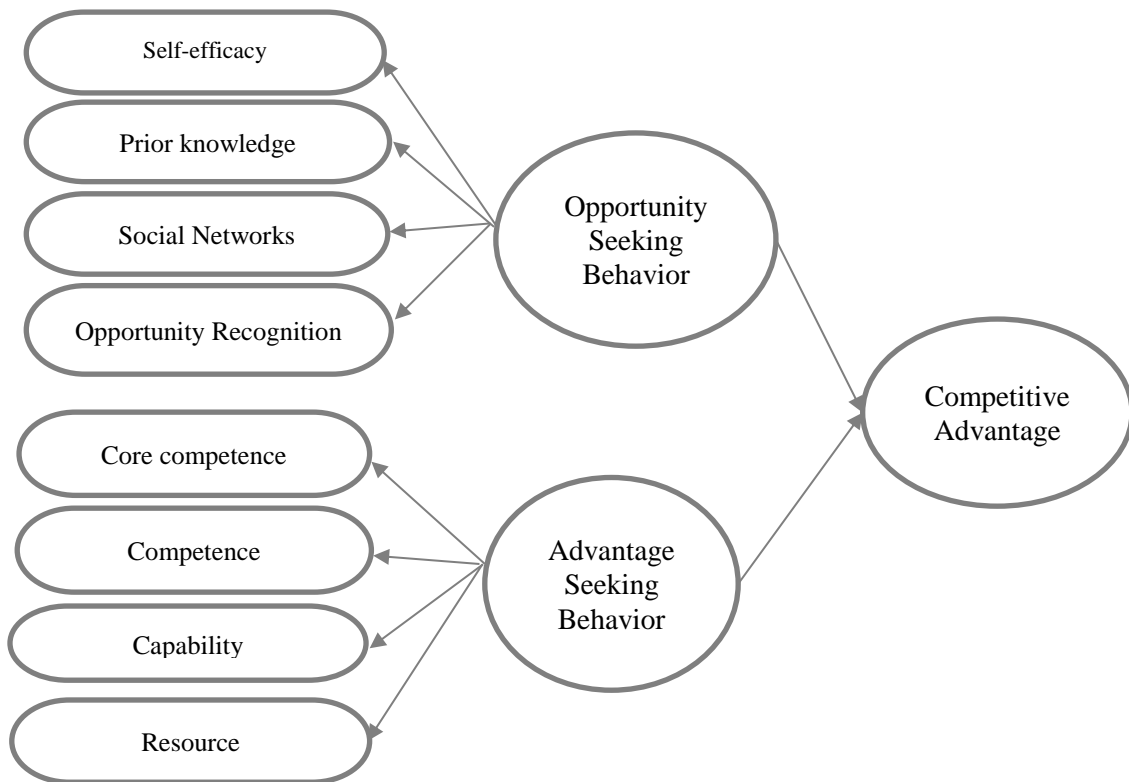 Self-efficacy
Prior knowledge
Social Networks
Opportunity Recognition
Opportunity
Seeking
Behavior
Competitive
Advantage
Core competence
Competence
Capability
Resource
Advantage
Seeking
Behavior